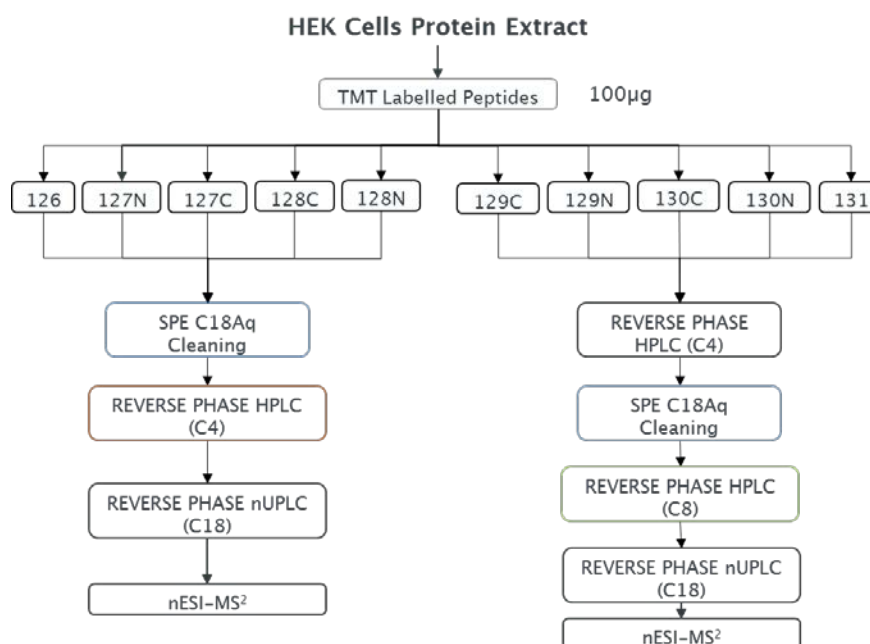 HEK Cells Protein Extract
TMT Labelled Peptides
100µg
126
127N
127C
128C
128N
129C
129N
130C
130N
131
SPE C18Aq
Cleaning
REVERSE PHASE HPLC
(C4)
REVERSE PHASE nUPLC
(C18)
nESI-MS²
REVERSE PHASE
HPLC (C4)
SPE C18Aq
Cleaning
REVERSE PHASE HPLC
(C8)
REVERSE PHASE nUPLC
(C18)
nESI-MS²